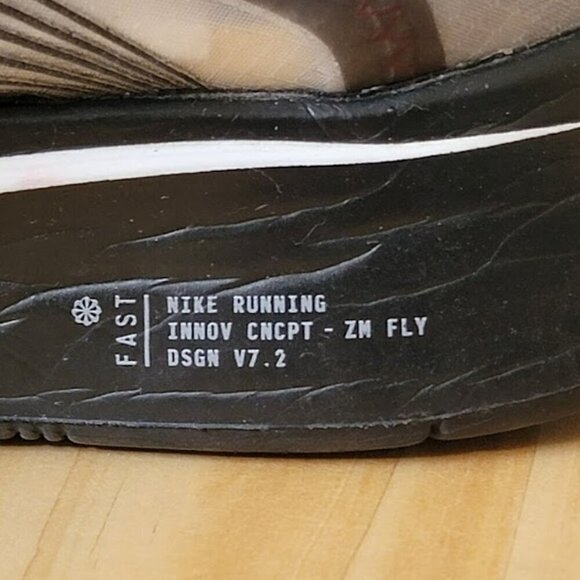 FAST
NIKE RUNNING
INNOV CNCPT - ZM FLY
DSGN V7.2